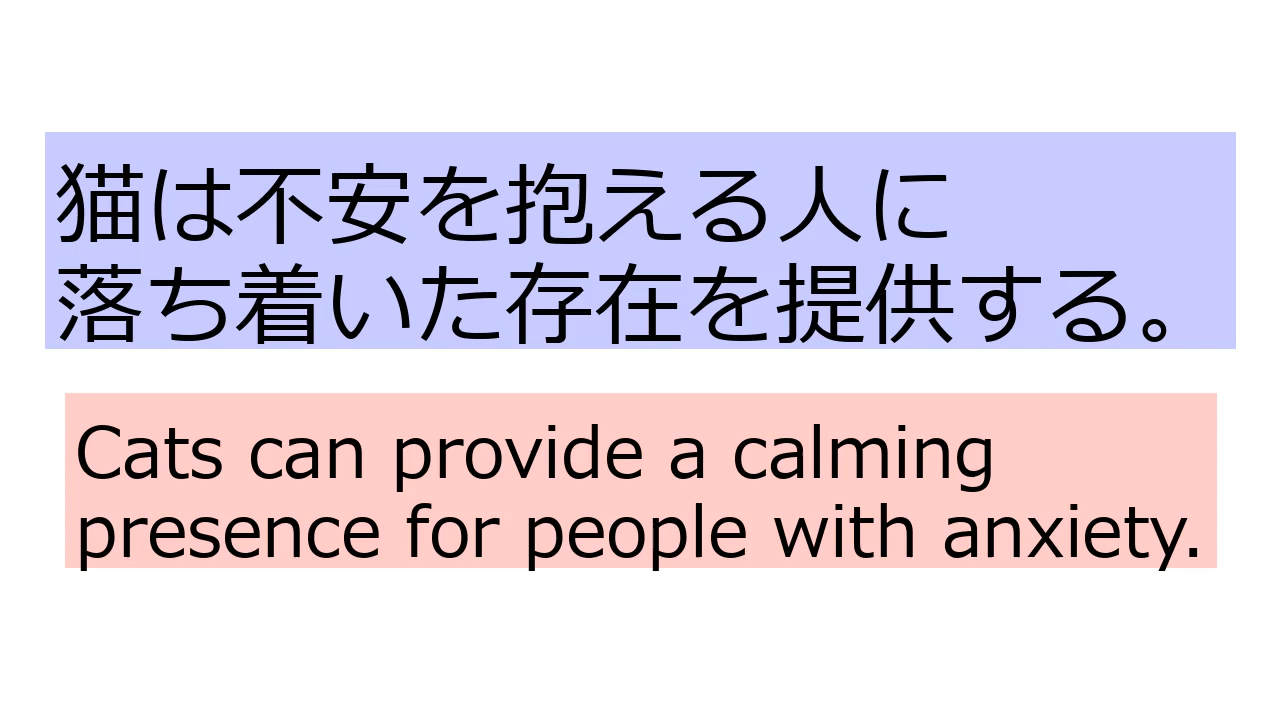 猫は不安を抱える人に
落ち着いた存在を提供する。
Cats can provide a calming
presence for people with anxiety.